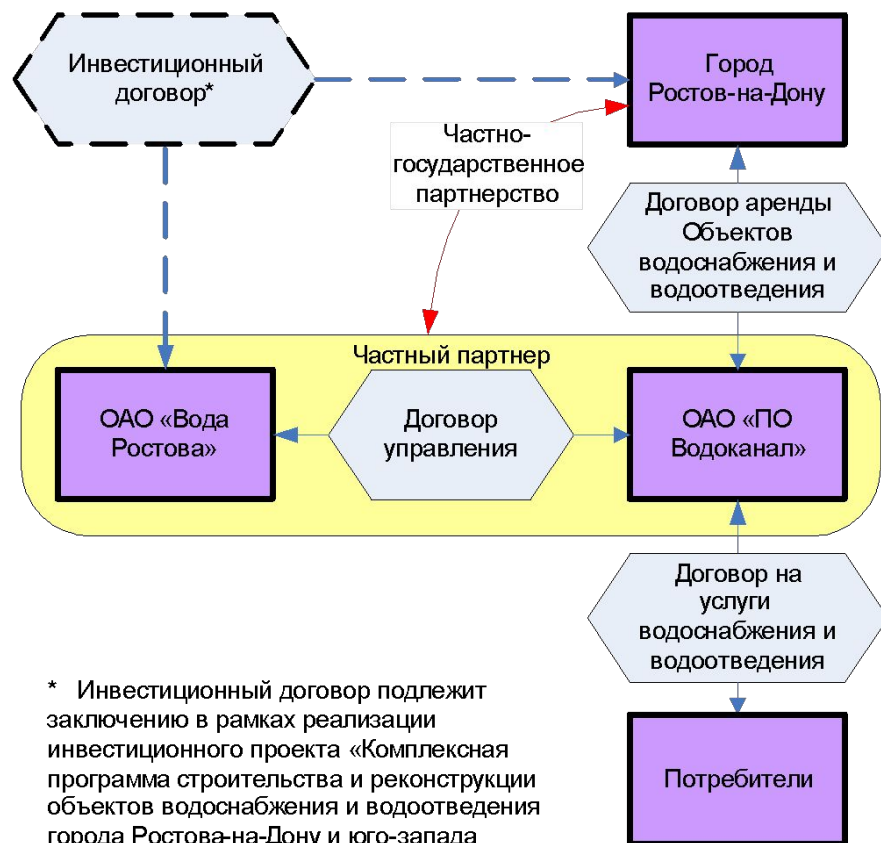 Инвестиционный
договор*
Город
Ростов-на-Дону
Частно-
государственное
партнерство
Договор аренды
Объектов
водоснабжения и
водоотведения
Частный партнер
ОАО «Вода
Ростова»
Договор
управления
ОАО «ПО
Водоканал»
Договор на
услуги
водоснабжения и
водоотведения
Потребители
* Инвестиционный договор подлежит
заключению в рамках реализации
инвестиционного проекта «Комплексная
программа строительства и реконструкции
объектов водоснабжения и водоотведения
города Ростова-на-Дону и юго-запада